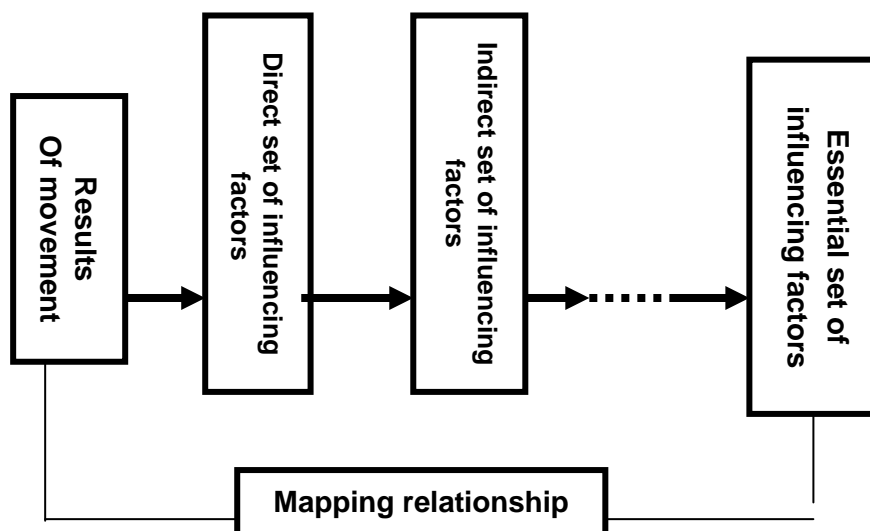 Results
Of movement
Direct set of influencing
factors
Indirect set of influencing
factors
Essential set of
influencing factors
Mapping relationship